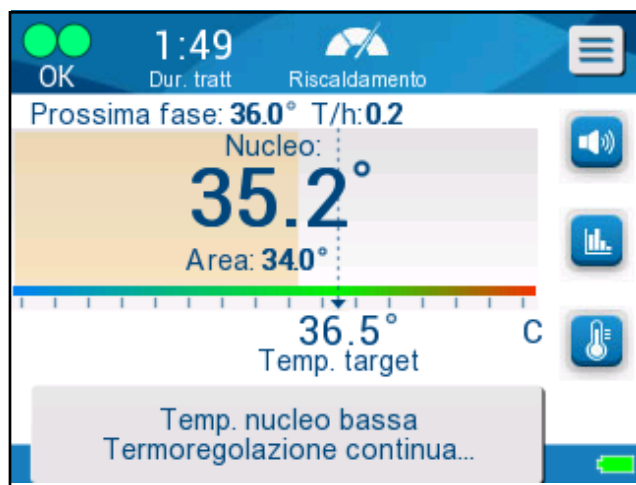 OK
1:49
Dur. tratt
Riscaldamento
Prossima fase: 36.0° T/h:0.2
Nucleo:
35.2°
Area: 34.0°
36.5°
C
Temp. target
Temp. nucleo bassa
Termoregolazione continua...